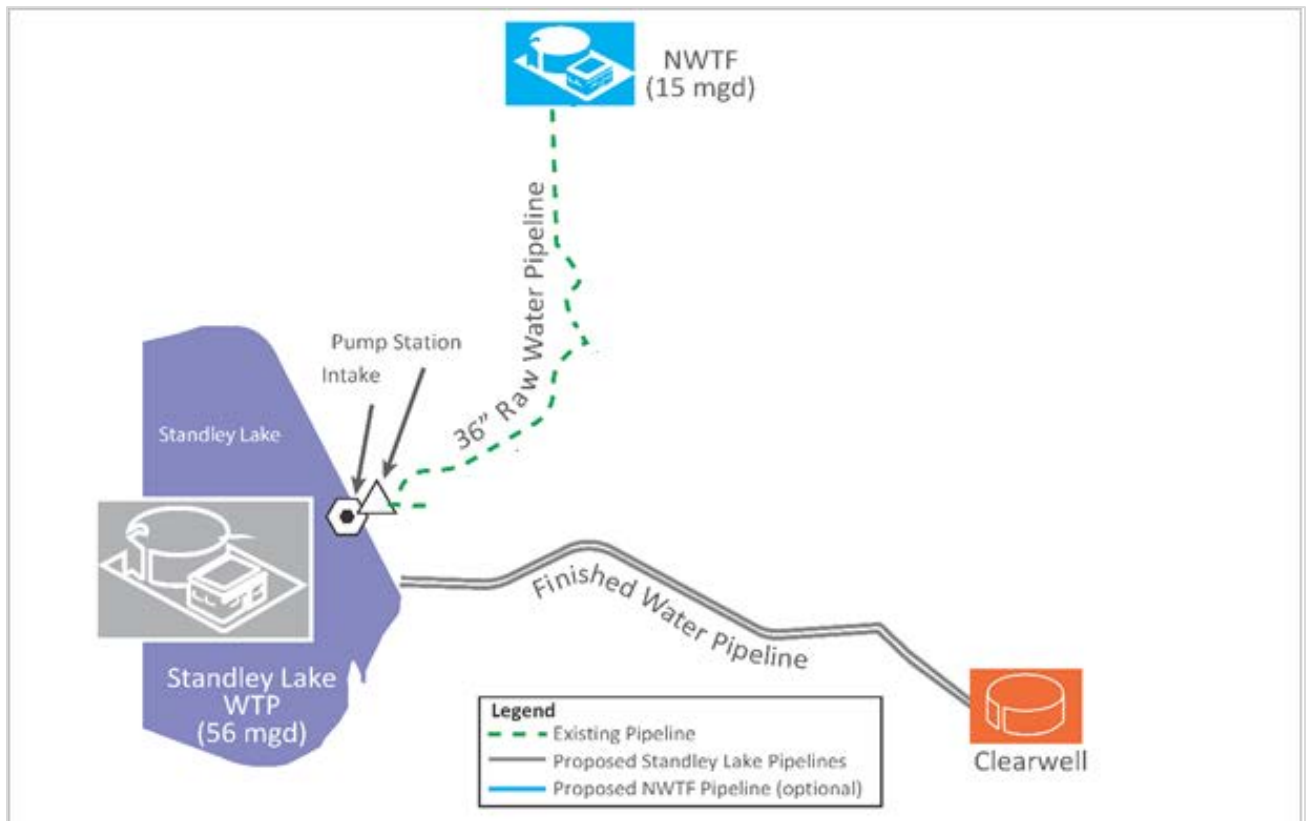 NWTF
(15 mgd)
36” Raw Water Pipeline
Pump Station
Intake
Standley Lake
Finished Water Pipeline
Standley Lake
WTP
(56 mgd)
Clearwell
Legend
Existing Pipeline
Proposed Standley Lake Pipelines
Proposed NWTF Pipeline (optional)